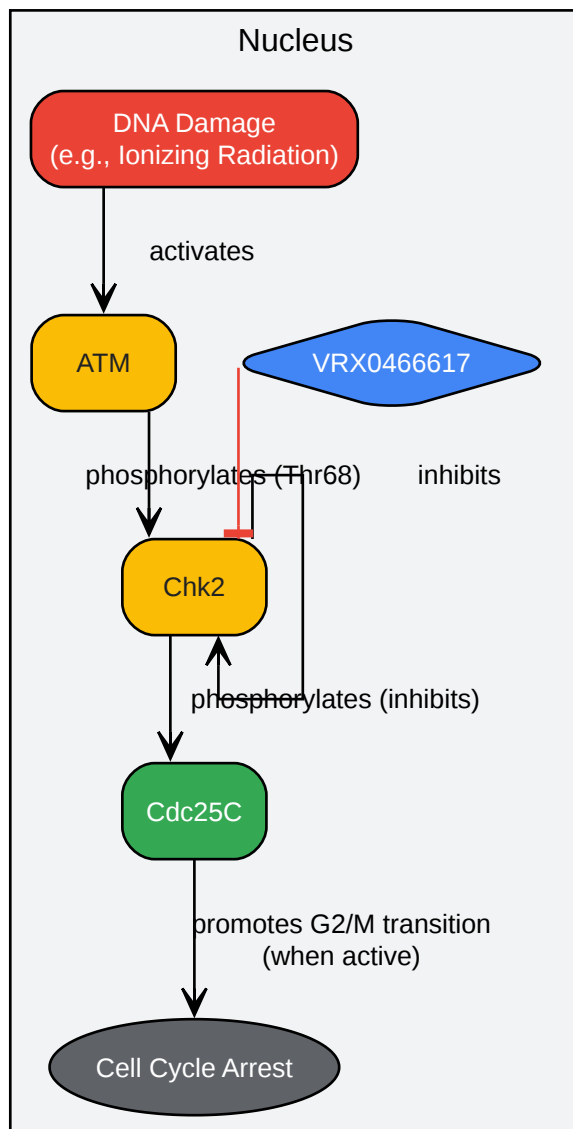 Nucleus
DNA Damage
(e.g., Ionizing Radiation)
activates
ATM
VRX0466617
phosphorylates (Thr68)
inhibits
Chk2
phosphorylates (inhibits)
Cdc25C
promotes G2/M transition
(when active)
Cell Cycle Arrest